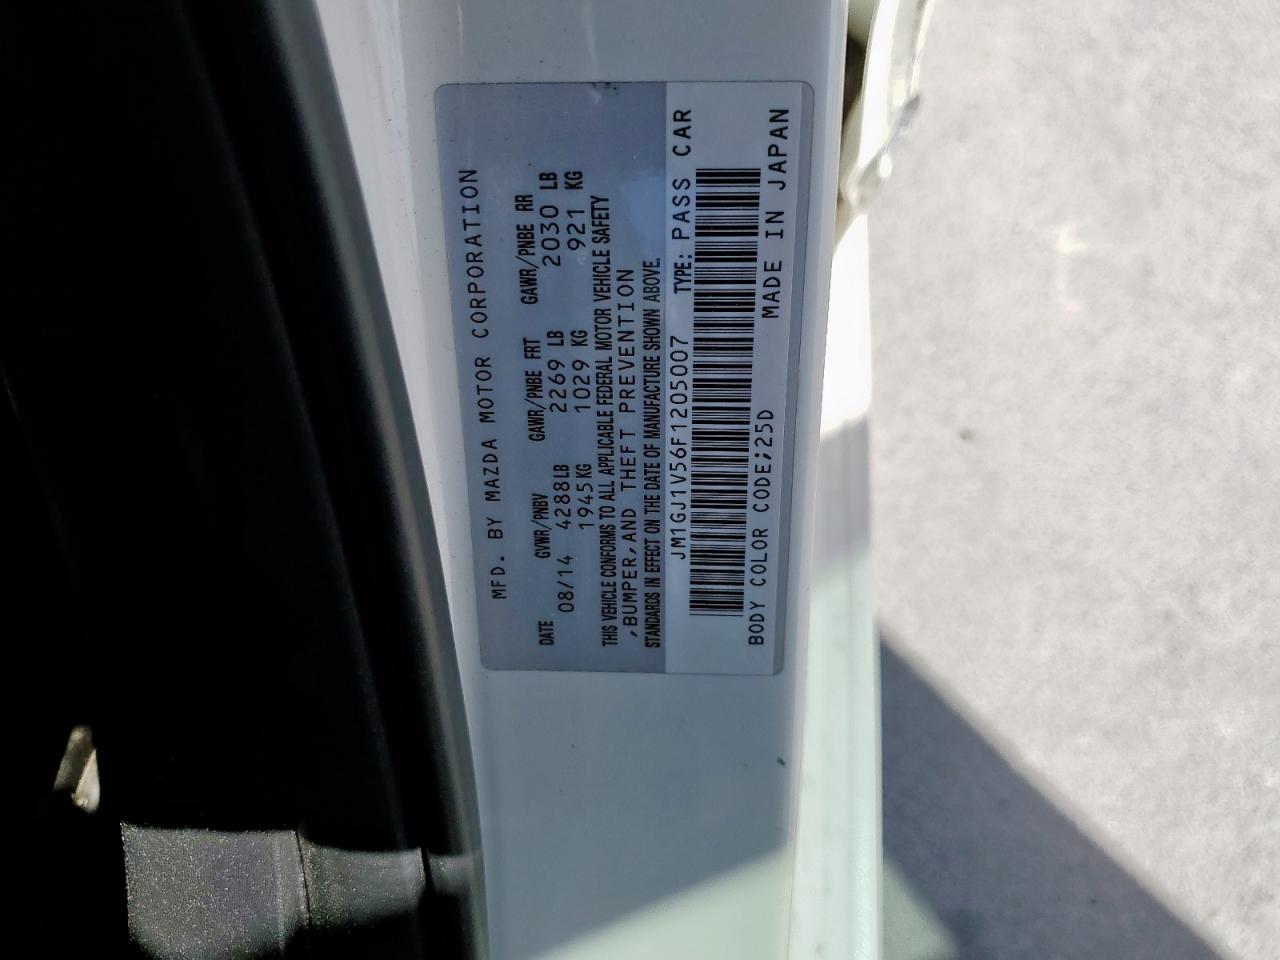 MFD. BY MAZDA MOTOR CORPORATION
DATE GVWR/PNBV GAWR/PNBE FRT GAWR/PNBE RR
08/14 4288LB 2269 LB 2030 LB
1945KG 1029 KG 921 KG
THIS VEHICLE CONFORMS TO ALL APPLICABLE FEDERAL MOTOR VEHICLE SAFETY
,BUMPER,AND THEFT PREVENTION
STANDARDS IN EFFECT ON THE DATE OF MANUFACTURE SHOWN ABOVE.
JM1GJ1V56F1205007 TYPE: PASS CAR
BODY COLOR CODE;25D MADE IN JAPAN